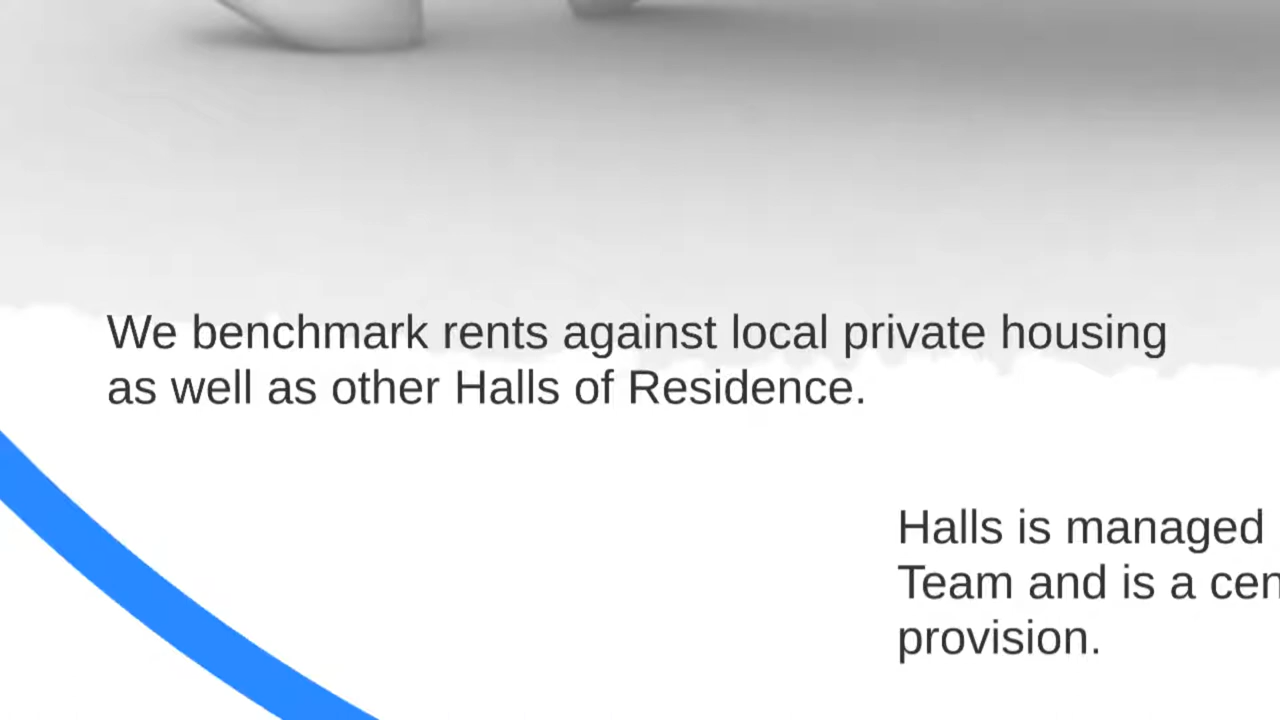 We benchmark rents against local private housing
as well as other Halls of Residence.
Halls is managed
Team and is a
provision.